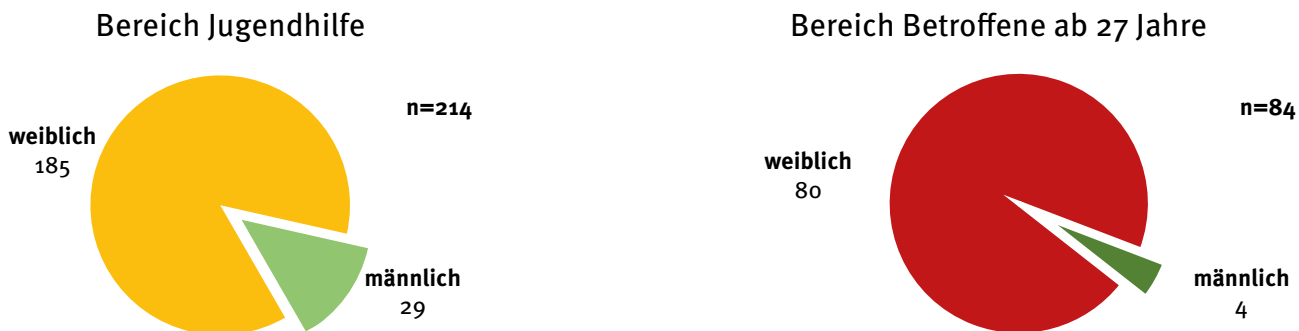 Bereich Jugendhilfe
n=214
weiblich
185
männlich
29
Bereich Betroffene ab 27 Jahre
n=84
weiblich
80
männlich
4